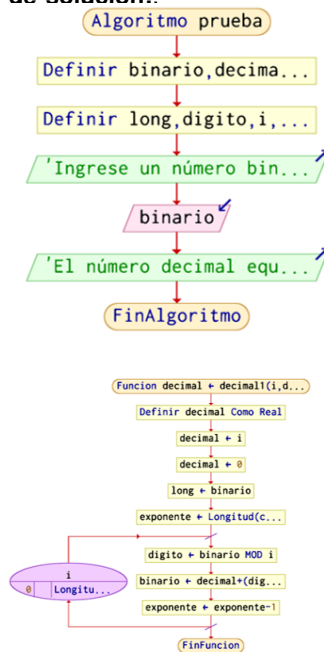 de solución..
Algoritmo prueba
Definir binario,decima...
Definir long,digito,i,...
'Ingrese un número bin...
binario
'El número decimal equ...
FinAlgoritmo
Funcion decimal ← decimal1(i,d...
Definir decimal Como Real
decimal ← i
decimal ← 0
long ← binario
exponente ← Longitud(c...
digito ← binario MOD i
i
0 Longitu...
binario ← decimal+(dig...
exponente ← exponente-1
FinFuncion